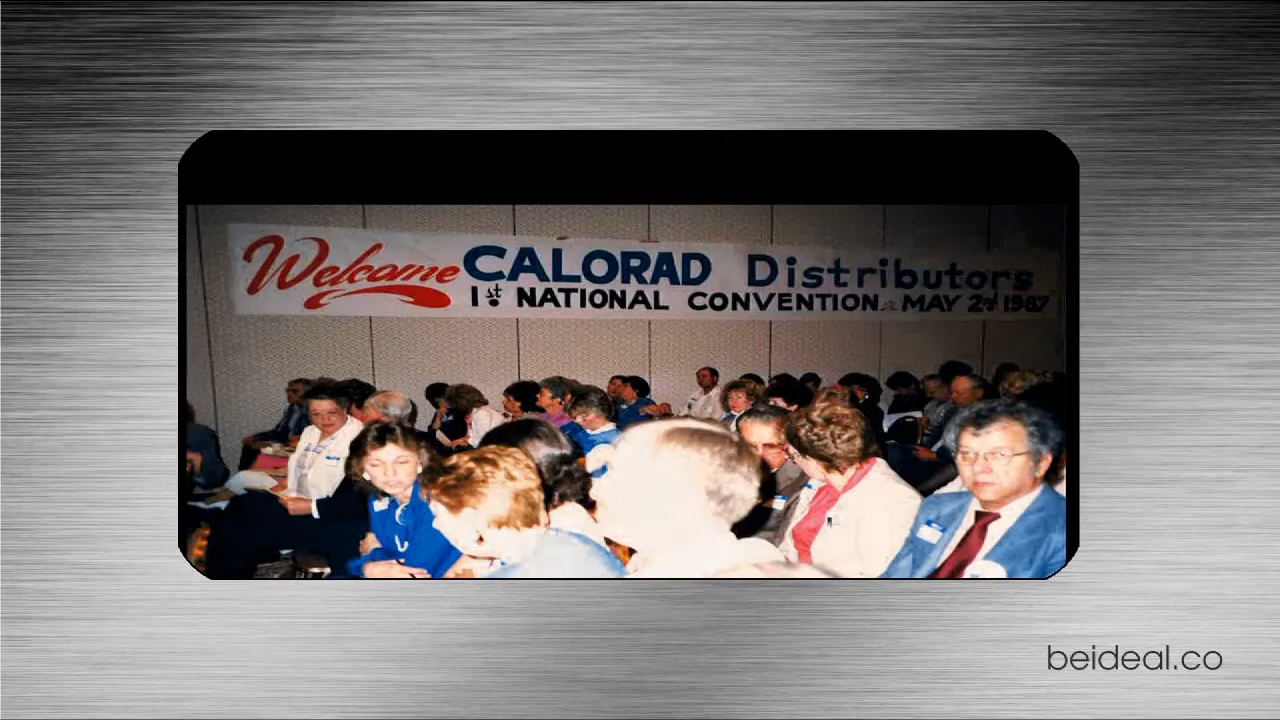 Welcome CALORAD Distributors
1st NATIONAL CONVENTION MAY 2nd 1987
beideal.co